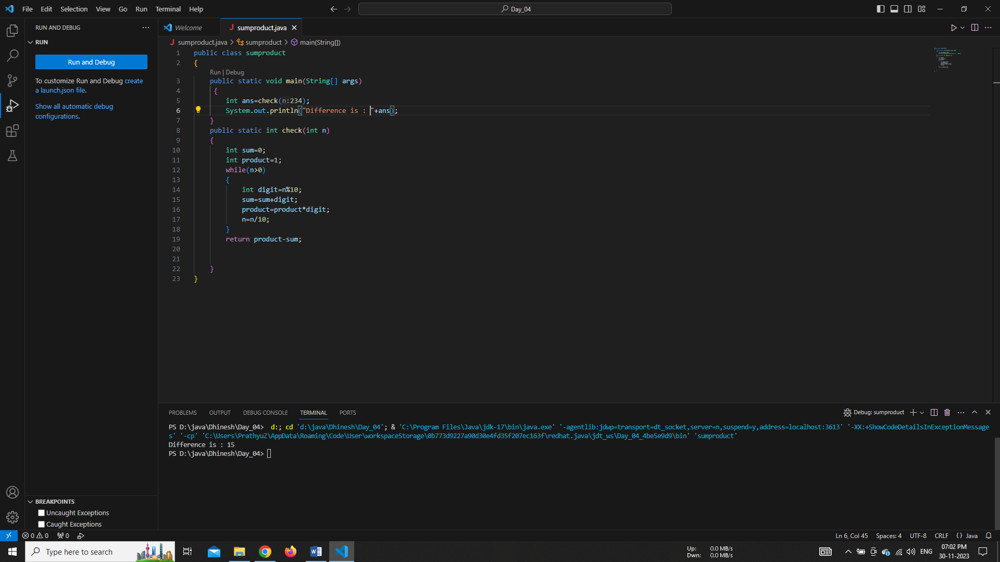 File Edit Selection View Go Run Terminal Help
Day_04
RUN AND DEBUG
RUN
Run and Debug
To customize Run and Debug create
a launch.json file.
Show all automatic debug
configurations.
Welcome
J sumproduct.java
J sumproduct.java > sumproduct > main(String[])
1 public class sumproduct
2 {
Run | Debug
3 public static void main(String[] args)
4 {
5 int ans=check(n:234);
6 System.out.println("Difference is : "+ans);
7 }
8 public static int check(int n)
9 {
10 int sum=0;
11 int product=1;
12 while(n>0)
13 {
14 int digit=n%10;
15 sum=sum+digit;
16 product=product*digit;
17 n=n/10;
18 }
19 return product-sum;
20
21
22 }
23 }
PROBLEMS OUTPUT DEBUG CONSOLE TERMINAL PORTS
Debug: sumproduct
PS D:\java\Dhinesh\Day_04>  d:; cd 'd:\java\Dhinesh\Day_04'; & 'C:\Program Files\Java\jdk-17\bin\java.exe' '-agentlib:jdwp=transport=dt_socket,server=n,suspend=y,address=localhost:3613' '-XX:+ShowCodeDetailsInExceptionMessage
s' '-cp' 'C:\Users\PrathyuZ\AppData\Roaming\Code\User\workspaceStorage\0b773d9227a90d30e4fd35f207ec163f\redhat.java\jdt_ws\Day_04_4be5e9d9\bin' 'sumproduct'
Difference is : 15
PS D:\java\Dhinesh\Day_04>
BREAKPOINTS
Uncaught Exceptions
Caught Exceptions
0 0 0
Ln 6, Col 45 Spaces: 4 UTF-8 CRLF {} Java
Type here to search
Up: 0.0 MB/s
Dwn: 0.0 MB/s
ENG
07:02 PM
30-11-2023